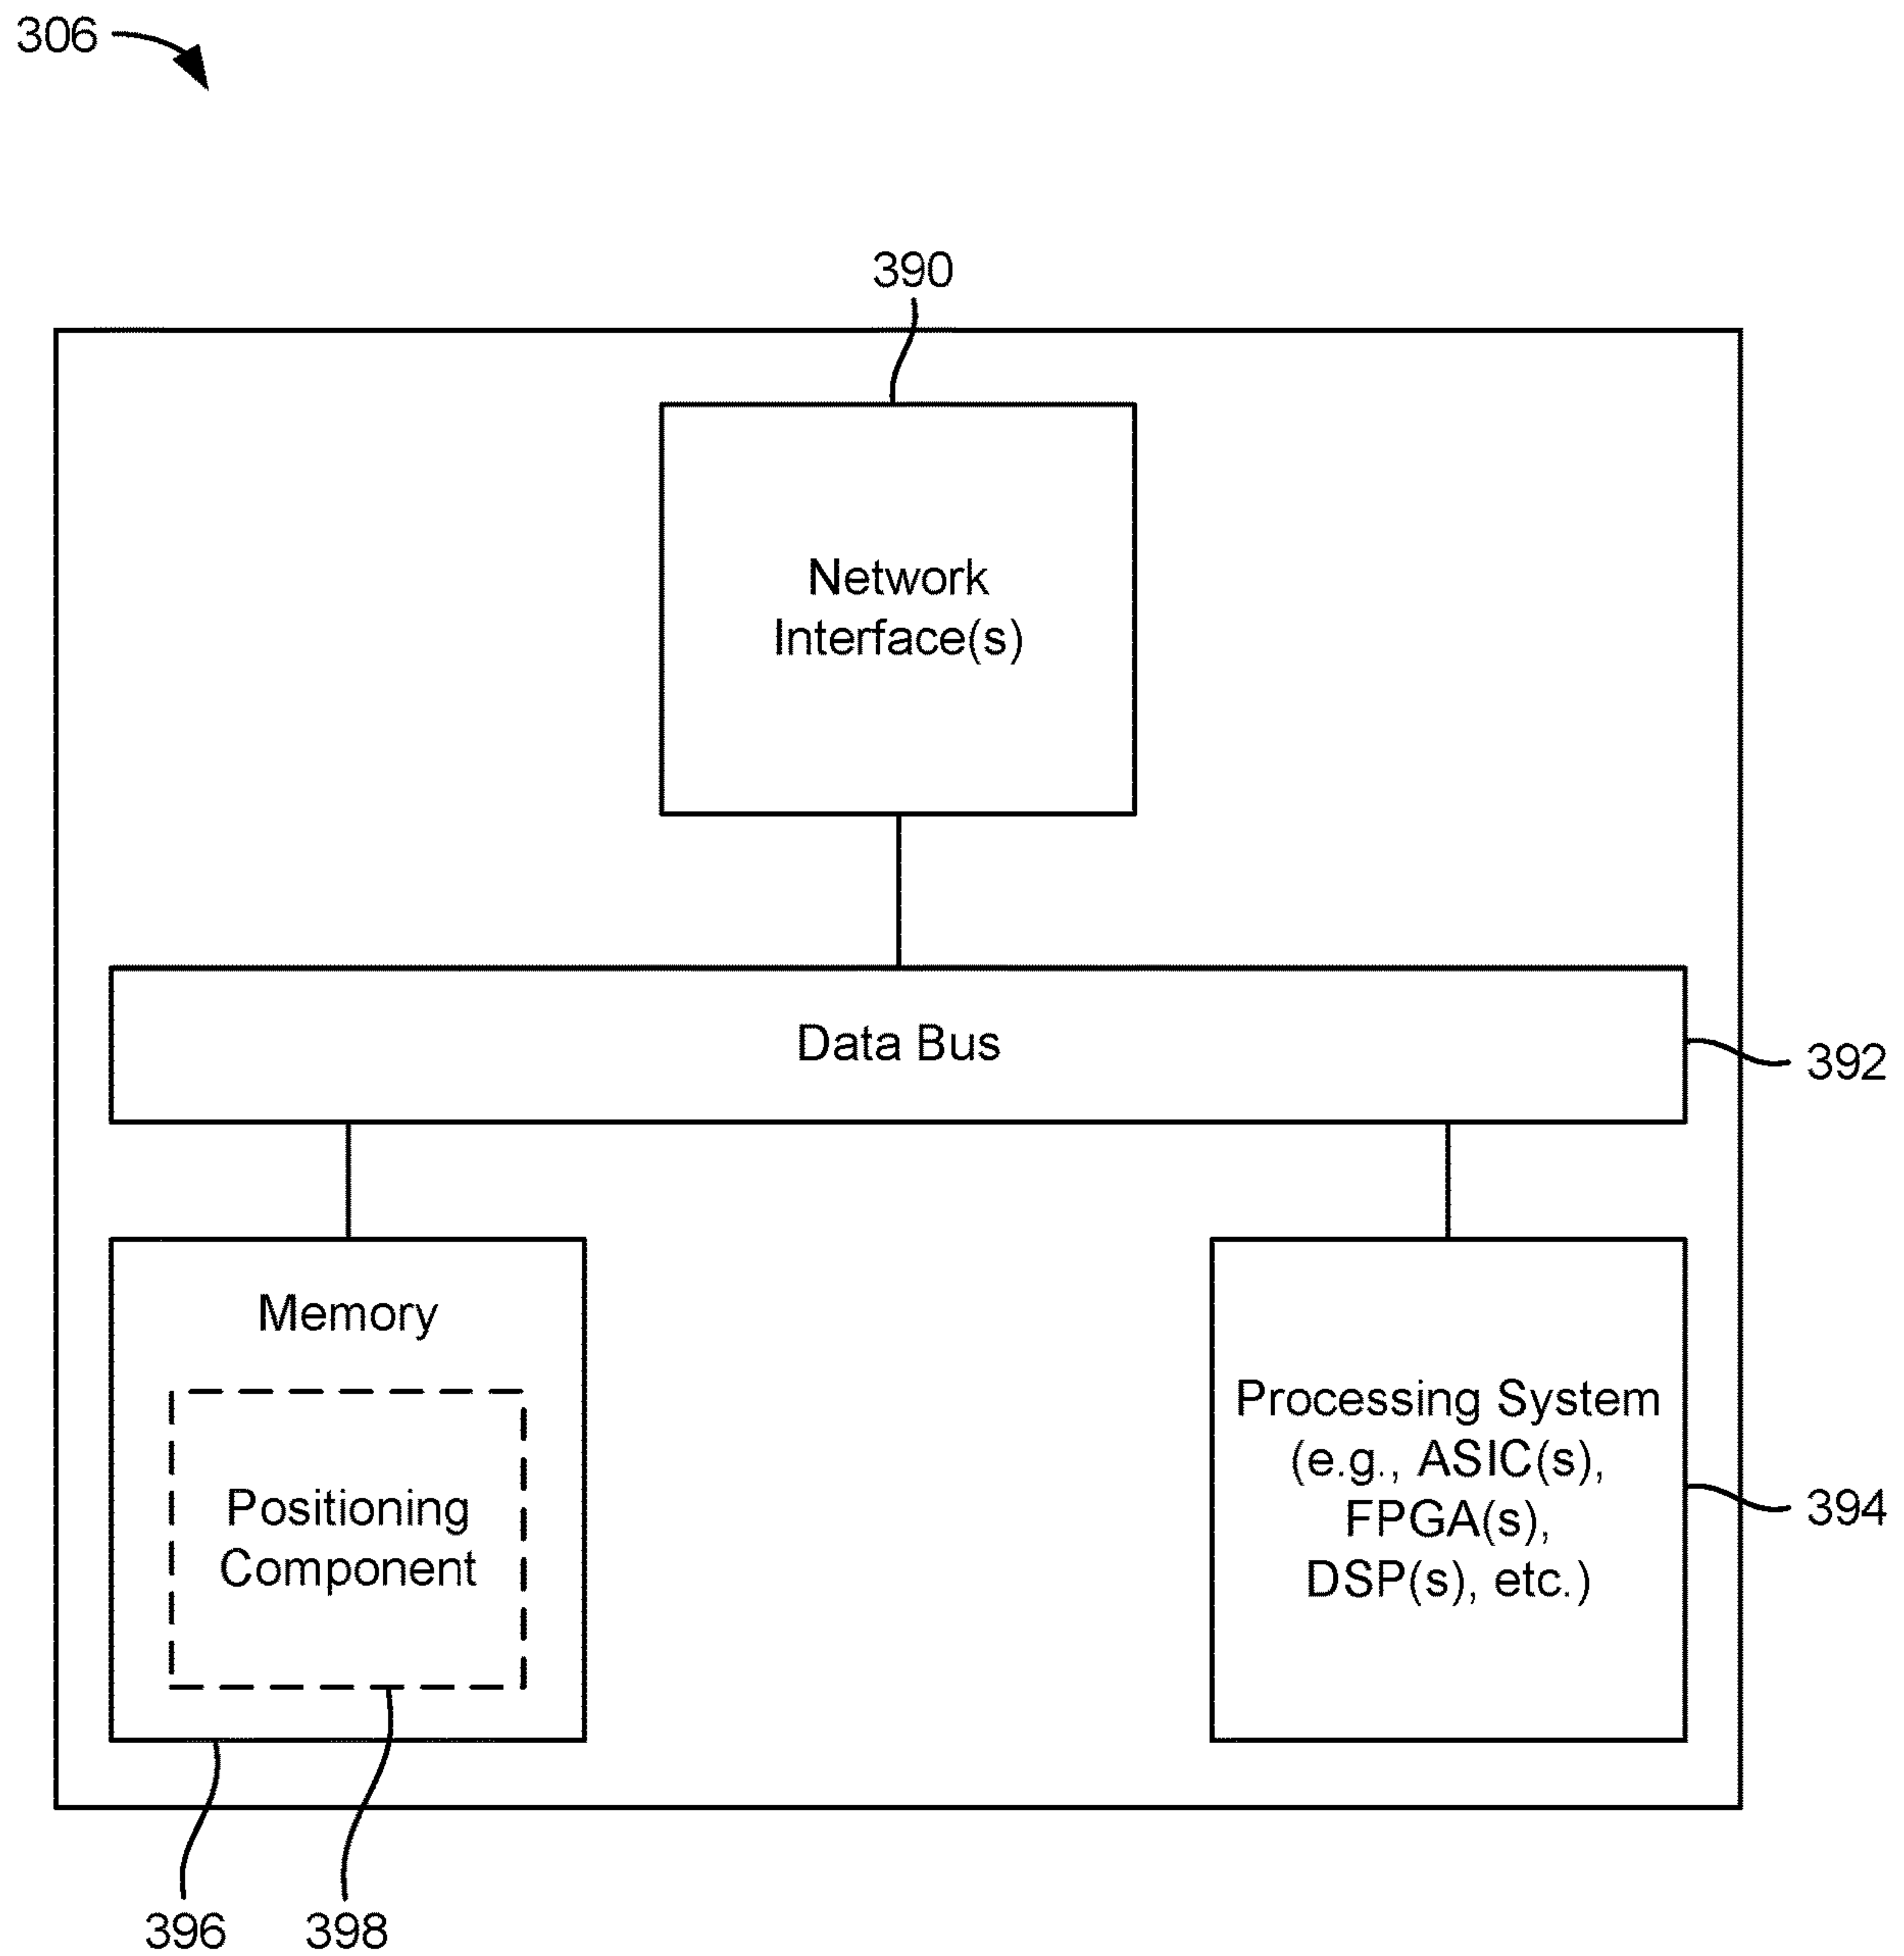 306
390
Network
Interface(s)
Data Bus
392
Memory
Positioning
Component
Processing System
(e.g., ASIC(s),
FPGA(s),
DSP(s), etc.)
394
396
398